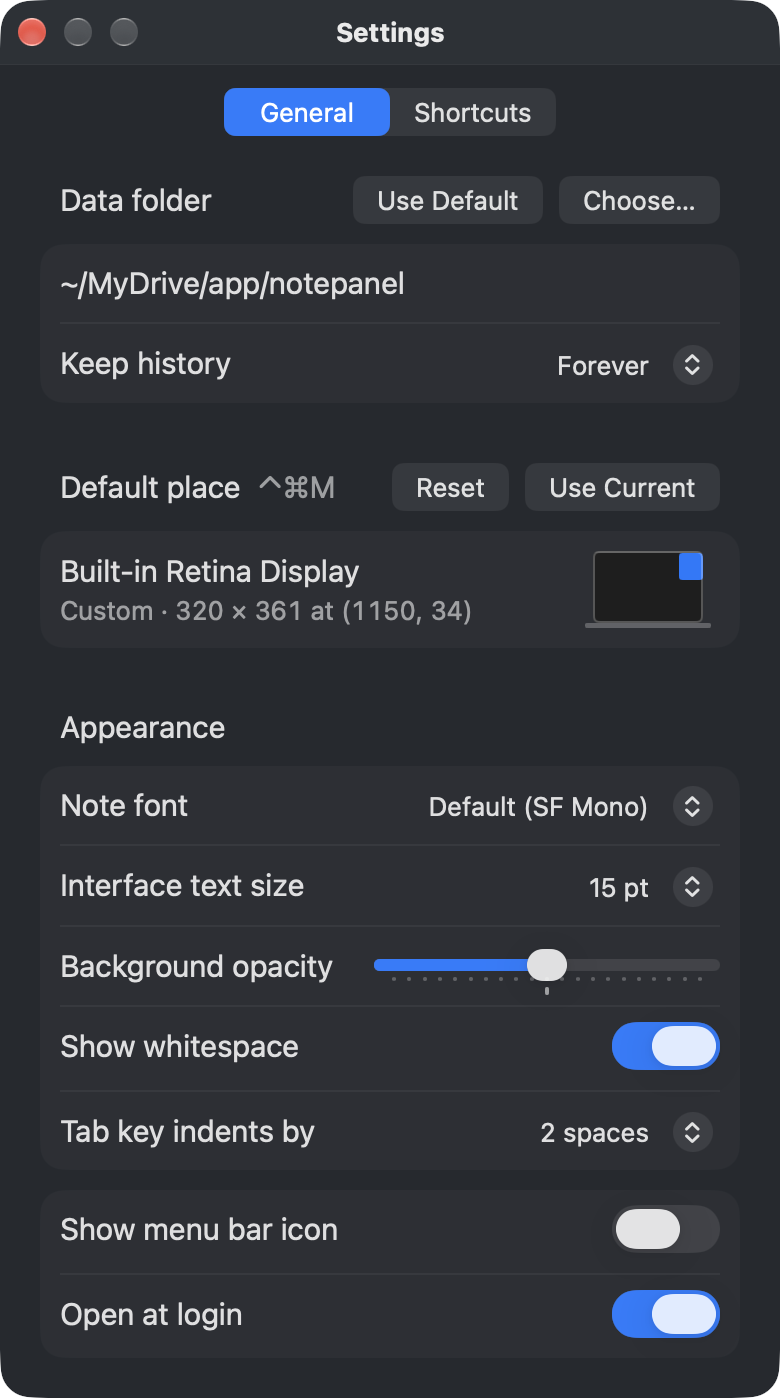 Settings
General Shortcuts
Data folder Use Default Choose...
~/MyDrive/app/notepanel
Keep history Forever
Default place ^⌘M Reset Use Current
Built-in Retina Display
Custom · 320 × 361 at (1150, 34)
Appearance
Note font Default (SF Mono)
Interface text size 15 pt
Background opacity
Show whitespace
Tab key indents by 2 spaces
Show menu bar icon
Open at login